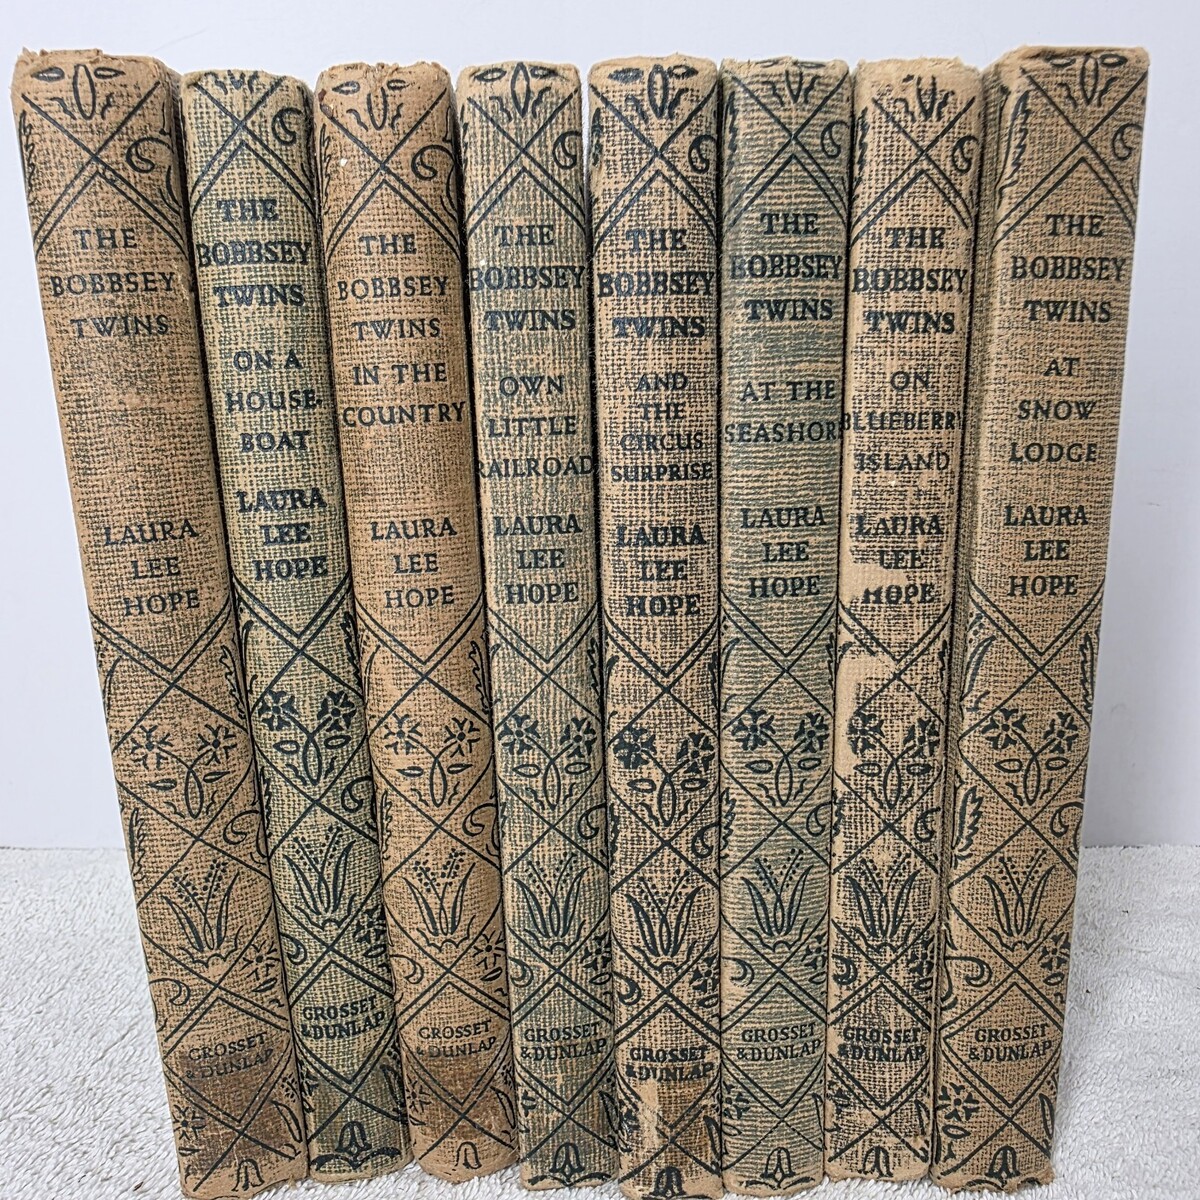 THE
BOBBSEY
TWINS
LAURA
LEE
HOPE
GROSSET
& DUNLAP
THE
BOBBSEY
TWINS
ON A
HOUSE-
BOAT
LAURA
LEE
HOPE
GROSSET
& DUNLAP
THE
BOBBSEY
TWINS
IN THE
COUNTRY
LAURA
LEE
HOPE
GROSSET
& DUNLAP
THE
BOBBSEY
TWINS
OWN
LITTLE
RAILROAD
LAURA
LEE
HOPE
GROSSET
& DUNLAP
THE
BOBBSEY
TWINS
AND
THE
CIRCUS
SURPRISE
LAURA
LEE
HOPE
GROSSET
& DUNLAP
THE
BOBBSEY
TWINS
AT THE
SEASHORE
LAURA
LEE
HOPE
GROSSET
& DUNLAP
THE
BOBBSEY
TWINS
ON
BLUEBERRY
ISLAND
LAURA
LEE
HOPE
GROSSET
& DUNLAP
THE
BOBBSEY
TWINS
AT
SNOW
LODGE
LAURA
LEE
HOPE
GROSSET
& DUNLAP